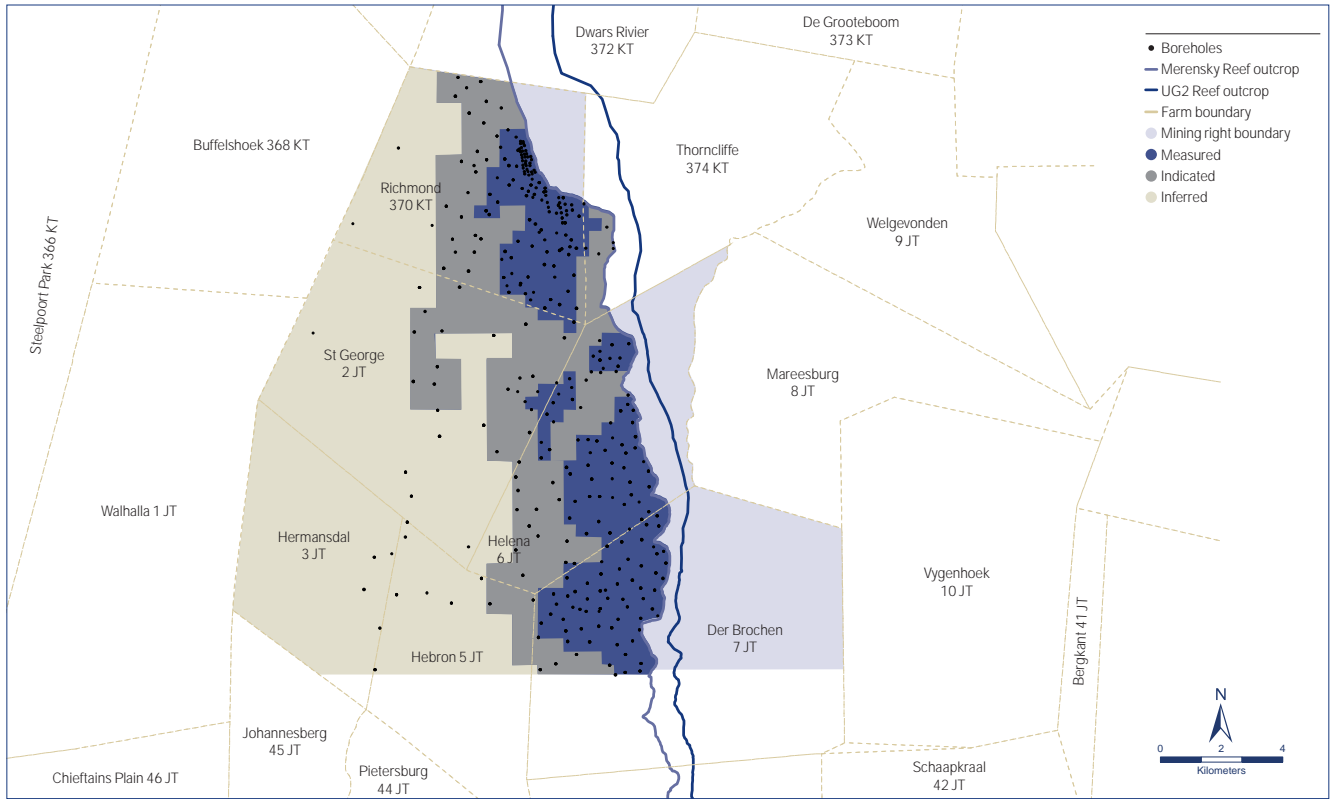 De Grooteboom
373 KT
Dwars Rivier
372 KT
Boreholes
Merensky Reef outcrop
UG2 Reef outcrop
Farm boundary
Mining right boundary
Measured
Indicated
Inferred
Buffelshoek 368 KT
Thorncliffe
374 KT
Richmond
370 KT
Welgevonden
9 JT
Steelpoort Park 366 KT
St George
2 JT
Mareesburg
8 JT
Walhalla 1 JT
Hermansdal
3 JT
Helena
6 JT
Vygenhoek
10 JT
Der Brochen
7 JT
Bergkant 41 JT
Hebron 5 JT
Johannesberg
45 JT
Pietersburg
44 JT
Chieftains Plain 46 JT
Schaapkraal
42 JT
N
0 2 4
Kilometers